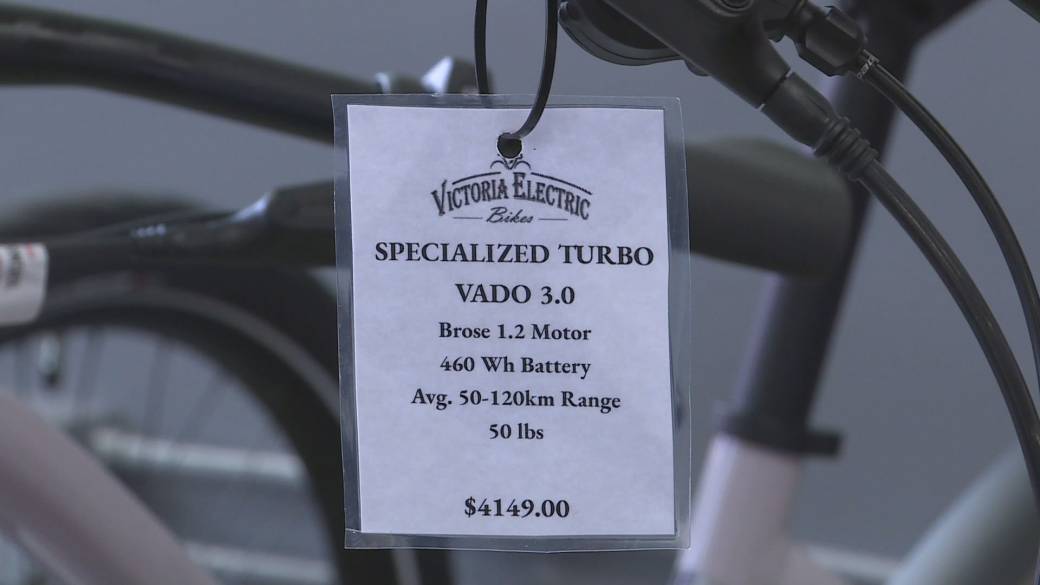 VICTORIA ELECTRIC
Bikes
SPECIALIZED TURBO
VADO 3.0
Brose 1.2 Motor
460 Wh Battery
Avg. 50-120km Range
50 lbs
$4149.00